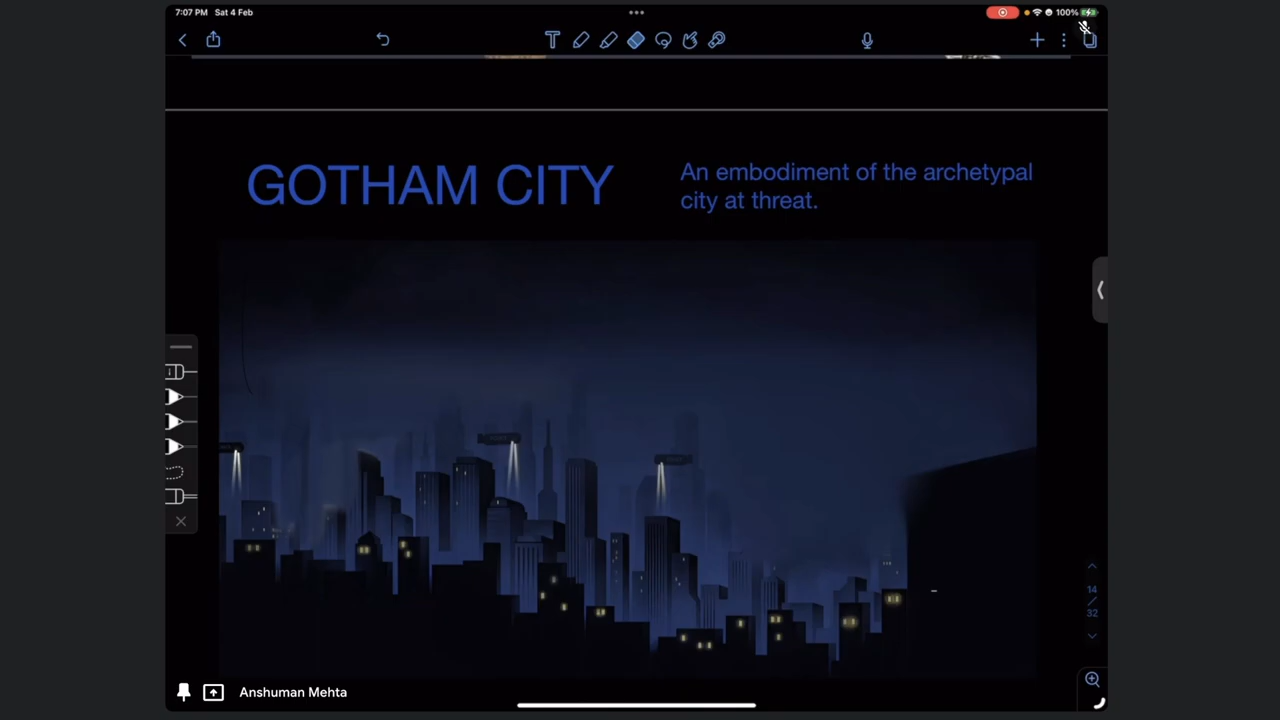 7:07 PM Sat 4 Feb
100%
GOTHAM CITY
An embodiment of the archetypal
city at threat.
14
32
Anshuman Mehta